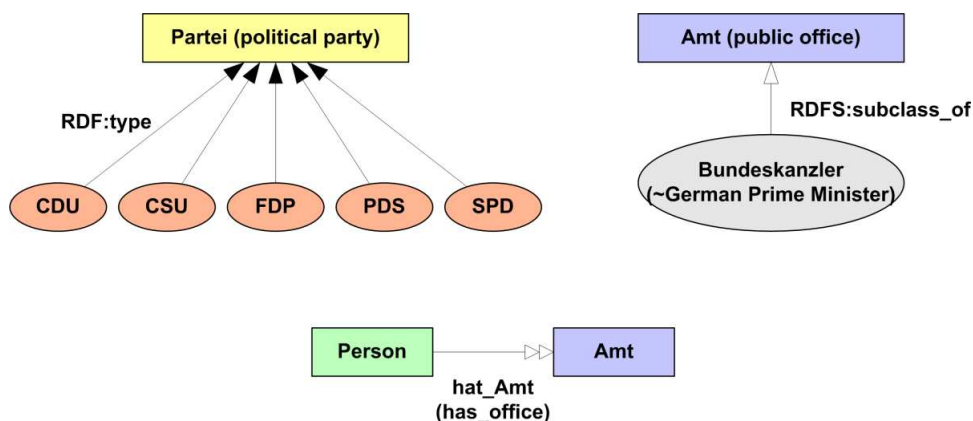 Partei (political party)
Amt (public office)
RDF:type
RDFS:subclass_of
Bundeskanzler
(~German Prime Minister)
CDU
CSU
FDP
PDS
SPD
Person
Amt
hat_Amt
(has_office)